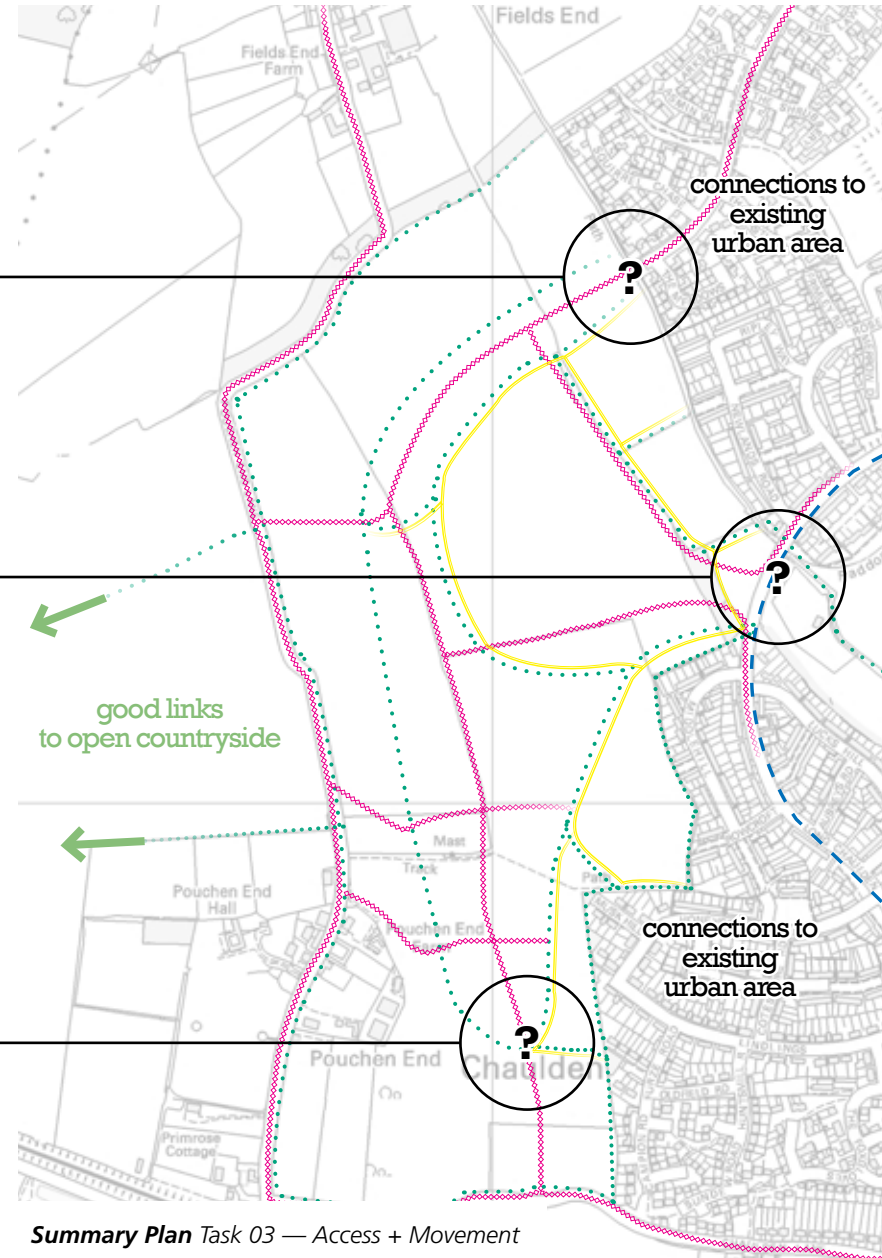 Fields End
Fields End
Farm
connections to
existing
urban area
?
?
good links
to open countryside
Mast
Track
Path
Pouchen End
Hall
Pouchen End
Farm
connections to
existing
urban area
?
Pouchen End
Chaulden
Primrose
Cottage
Summary Plan Task 03 — Access + Movement